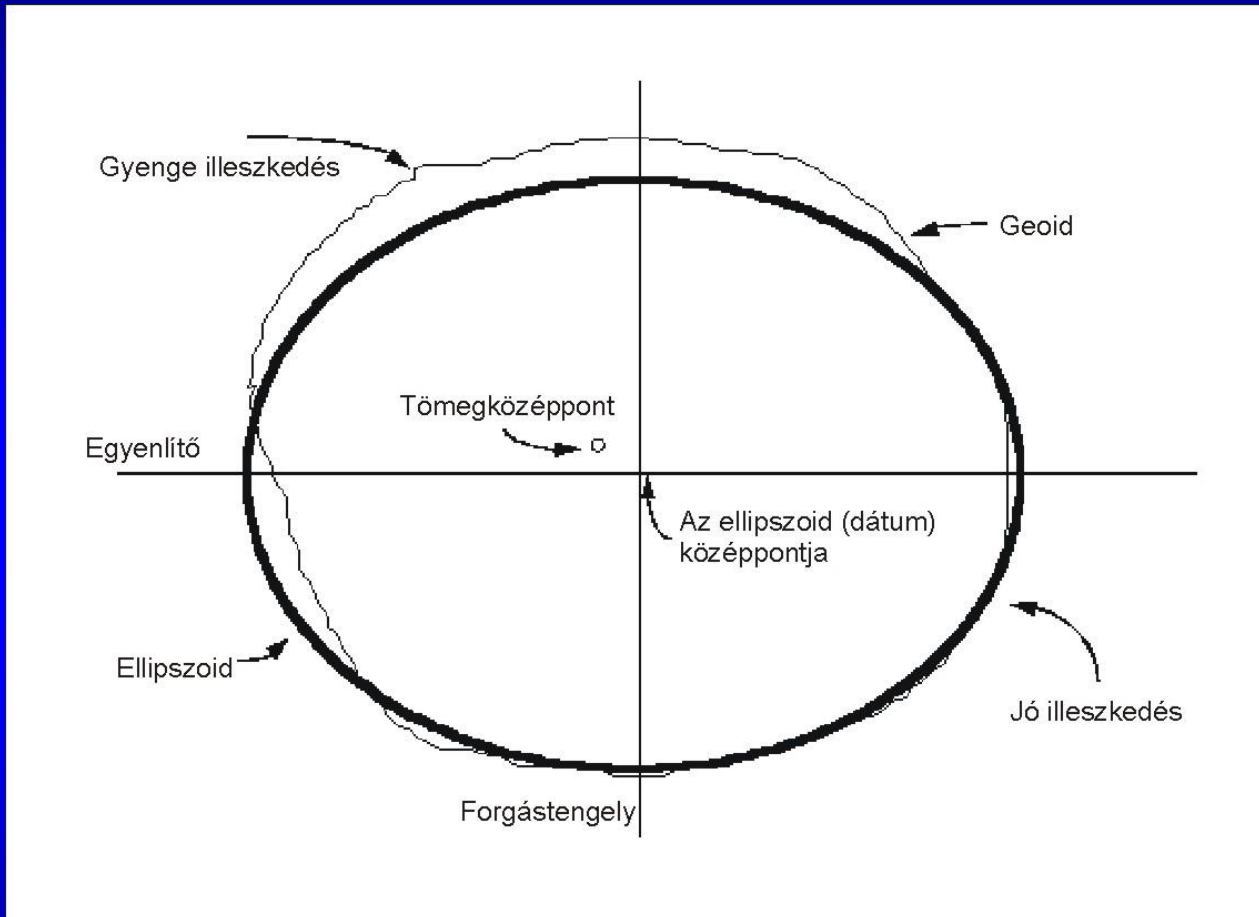 Gyenge illeszkedés
Geoid
Tömegközéppont
Egyenlítő
Az ellipszoid (dátum)
középpontja
Ellipszoid
Jó illeszkedés
Forgástengely